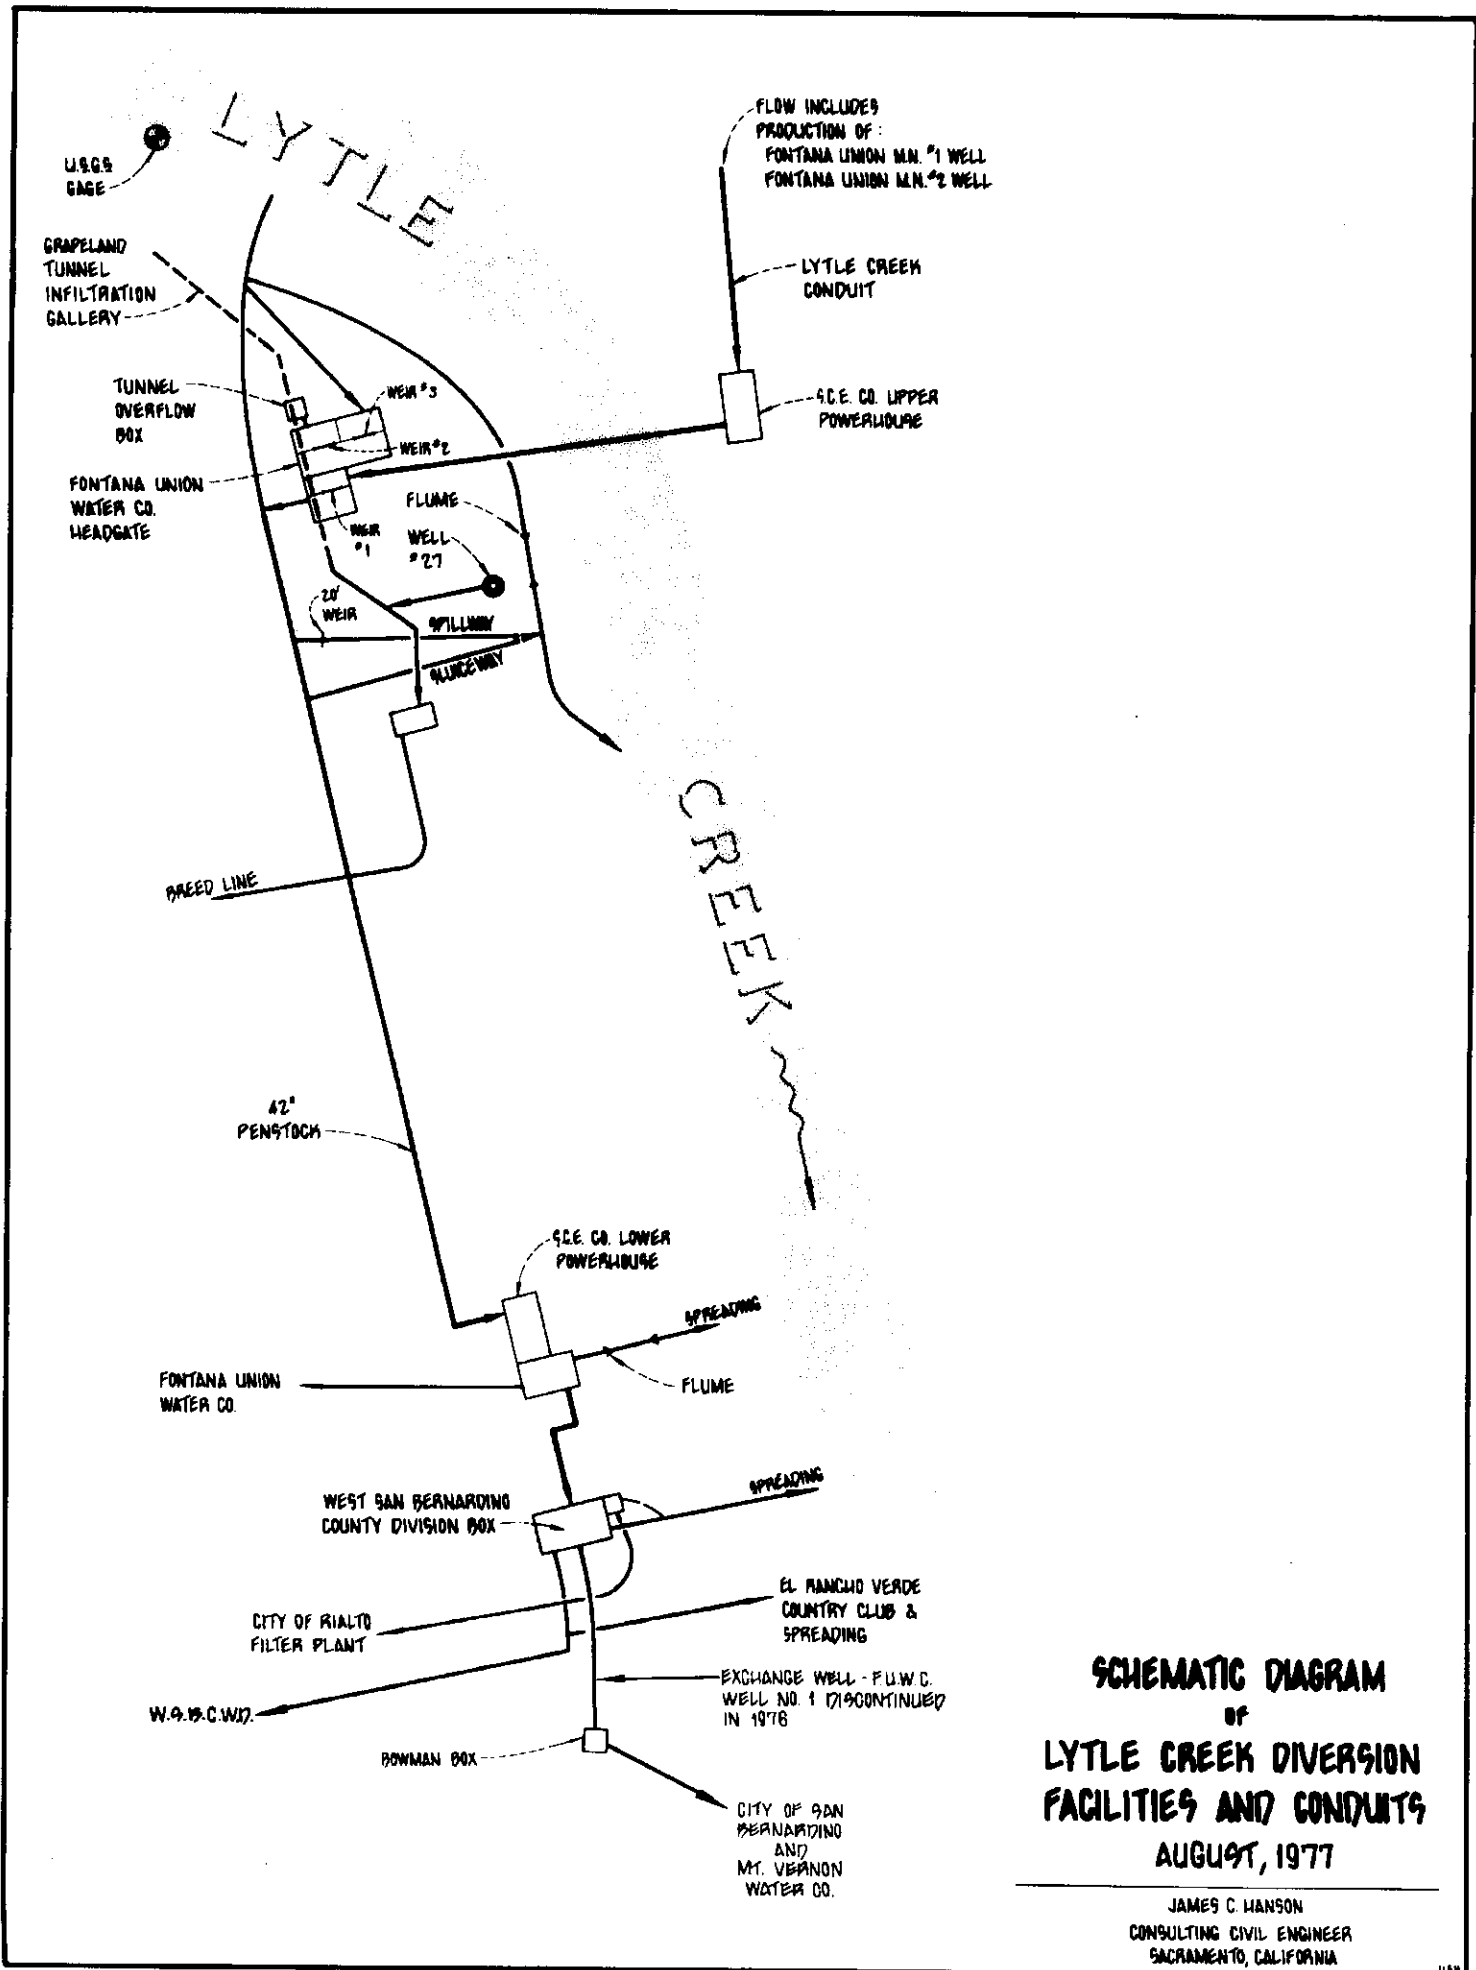 LYTLE
U.S.G.S
GAGE
FLOW INCLUDES
PRODUCTION OF :
FONTANA UNION M.N. #1 WELL
FONTANA UNION M.N. #2 WELL
GRAPELAND
TUNNEL
INFILTRATION
GALLERY
LYTLE CREEK
CONDUIT
TUNNEL
OVERFLOW
BOX
WEIR #3
WEIR #2
S.C.E. CO. UPPER
POWERHOUSE
FONTANA UNION
WATER CO.
HEADGATE
WEIR
#1
FLUME
WELL
#27
20'
WEIR
SPILLWAY
SLUICEWAY
CREEK
BREED LINE
42"
PENSTOCK
S.C.E. CO. LOWER
POWERHOUSE
SPREADING
FLUME
FONTANA UNION
WATER CO.
SPREADING
WEST SAN BERNARDINO
COUNTY DIVISION BOX
EL RANCHO VERDE
COUNTRY CLUB &
SPREADING
CITY OF RIALTO
FILTER PLANT
EXCHANGE WELL - F.U.W.C.
WELL NO. 1 DISCONTINUED
IN 1976
W.S.B.C.W.D.
BOWMAN BOX
CITY OF SAN
BERNARDINO
AND
MT. VERNON
WATER CO.
SCHEMATIC DIAGRAM
OF
LYTLE CREEK DIVERSION
FACILITIES AND CONDUITS
AUGUST, 1977
JAMES C. HANSON
CONSULTING CIVIL ENGINEER
SACRAMENTO, CALIFORNIA